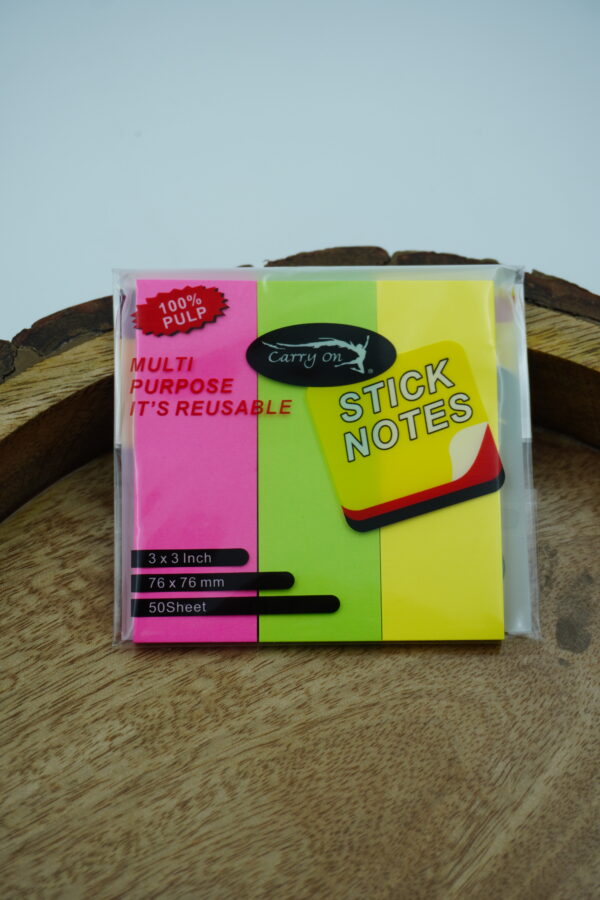 100%
PULP
MULTI
PURPOSE
IT'S REUSABLE
Carry On
®
STICK
NOTES
3 x 3 Inch
76 x 76 mm
50Sheet